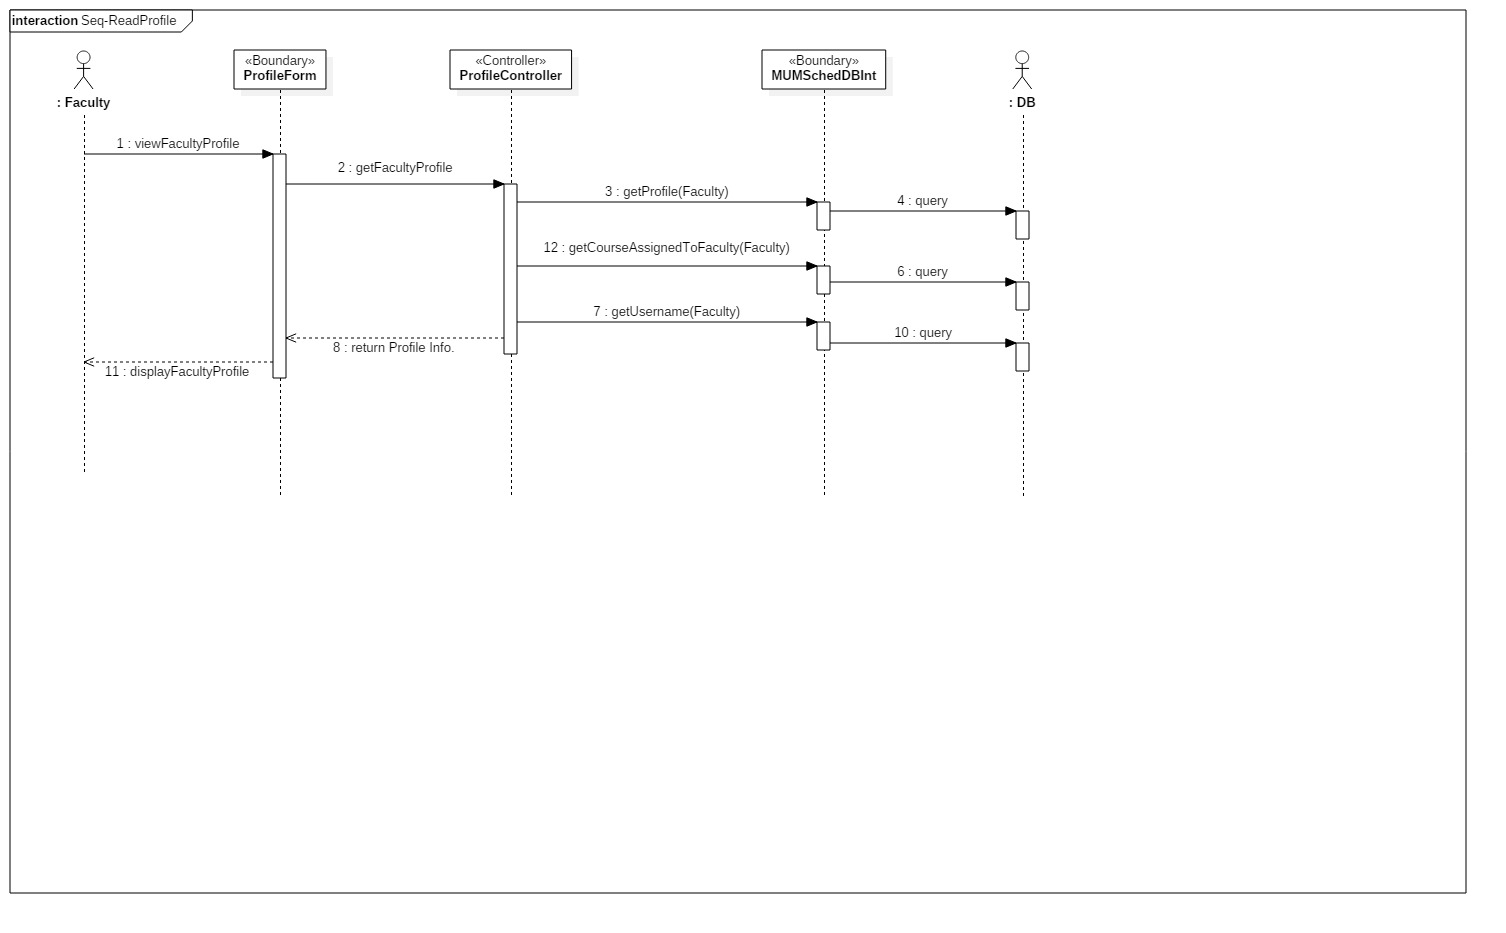 interaction Seq-ReadProfile
: Faculty
«Boundary»
ProfileForm
«Controller»
ProfileController
«Boundary»
MUMSchedDBInt
: DB
1 : viewFacultyProfile
2 : getFacultyProfile
3 : getProfile(Faculty)
4 : query
12 : getCourseAssignedToFaculty(Faculty)
6 : query
7 : getUsername(Faculty)
10 : query
8 : return Profile Info.
11 : displayFacultyProfile